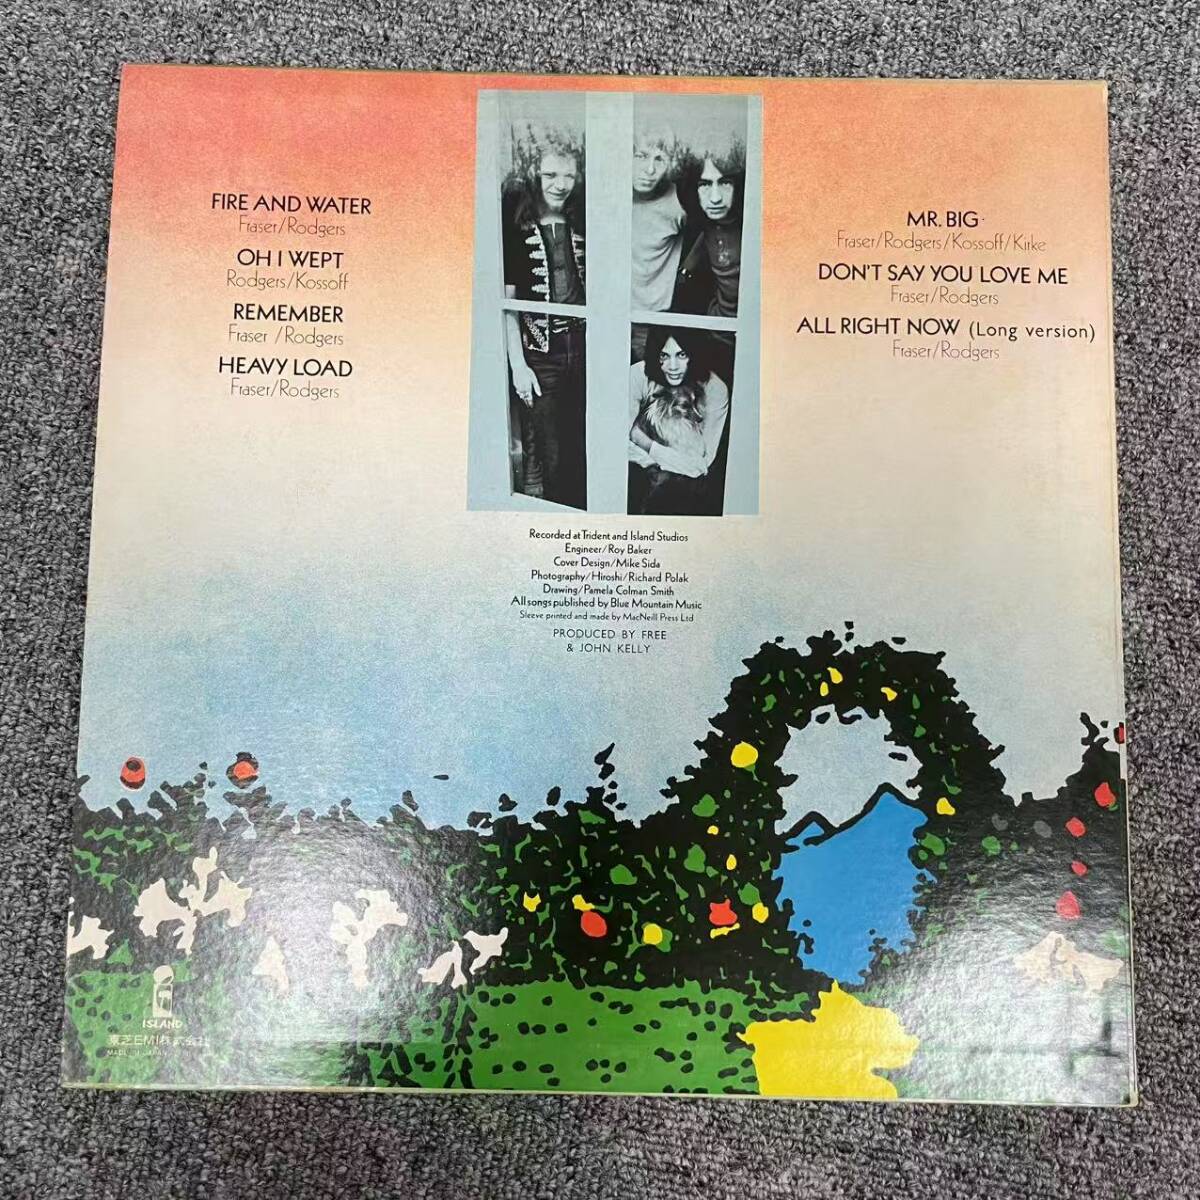 FIRE AND WATER
Fraser/Rodgers
OH I WEPT
Rodgers/Kossoff
REMEMBER
Fraser /Rodgers
HEAVY LOAD
Fraser/Rodgers
MR. BIG
Fraser/Rodgers/Kossoff/Kirke
DON'T SAY YOU LOVE ME
Fraser/Rodgers
ALL RIGHT NOW (Long version)
Fraser/Rodgers
Recorded at Trident and Island Studios
Engineer/Roy Baker
Cover Design/Mike Sida
Photography/Hiroshi/Richard Polak
Drawing/Pamela Colman Smith
All songs published by Blue Mountain Music
Sleeve printed and made by MacNeill Press Ltd
PRODUCED BY FREE
& JOHN KELLY
ISLAND
東芝EMI株式会社
MADE IN JAPAN